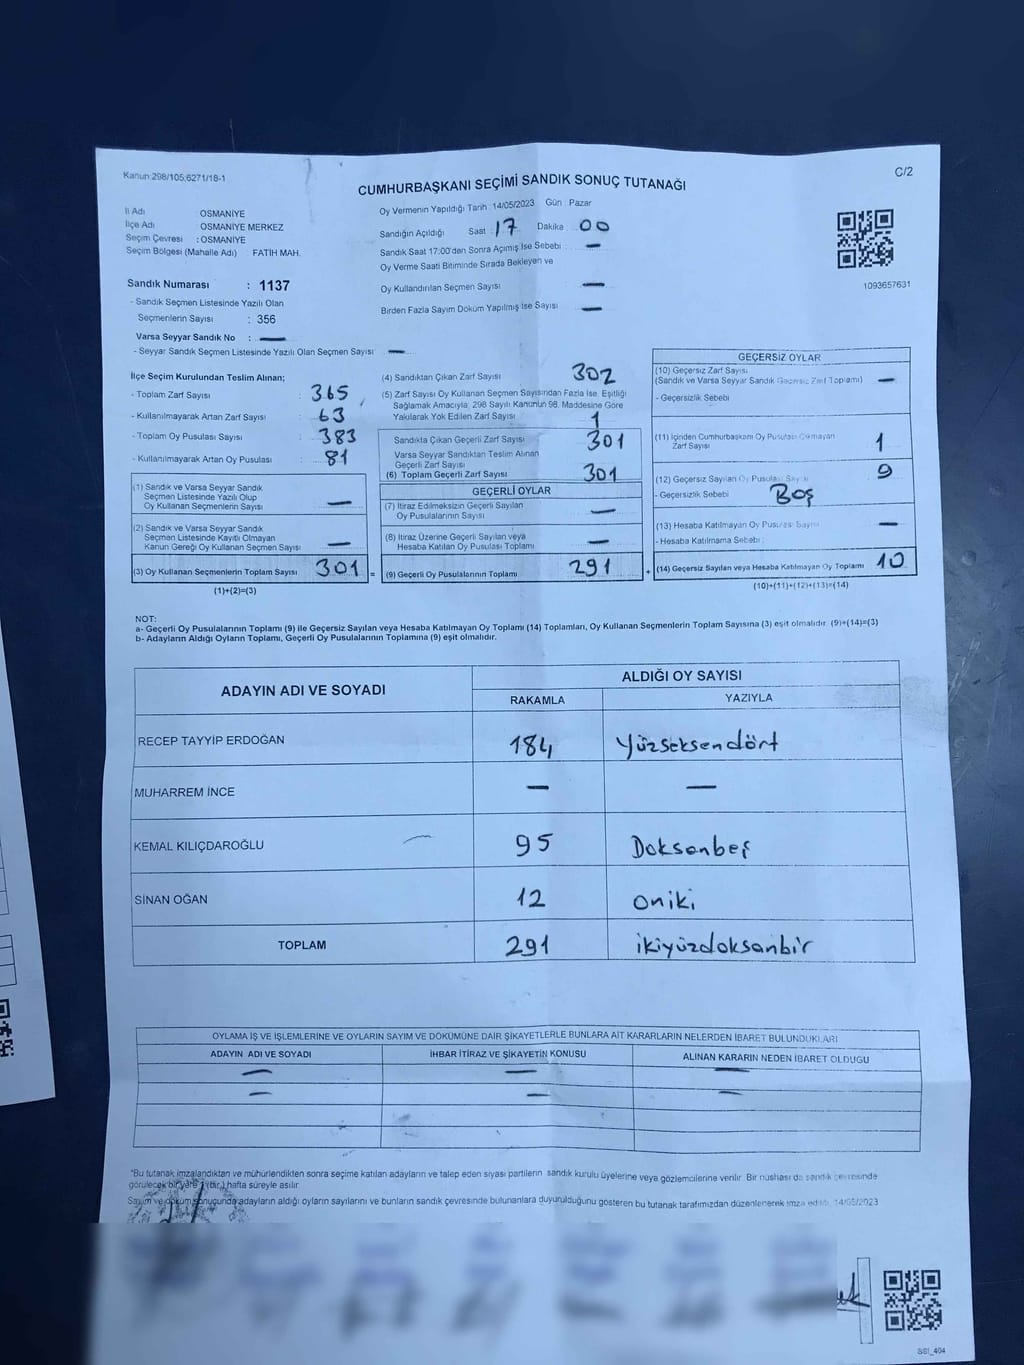 Kanun:298/105;6271/18-1
C/2
CUMHURBAŞKANI SEÇİMİ SANDIK SONUÇ TUTANAĞI
İli Adı OSMANİYE
İlçe Adı OSMANİYE MERKEZ
Seçim Çevresi : OSMANİYE
Seçim Bölgesi (Mahalle Adı) FATİH MAH.
Sandık Numarası : 1137
- Sandık Seçmen Listesinde Yazılı Olan
Seçmenlerin Sayısı : 356
Varsa Seyyar Sandık No : —
- Seyyar Sandık Seçmen Listesinde Yazılı Olan Seçmen Sayısı —
Oy Vermenin Yapıldığı Tarih 14/05/2023 Gün : Pazar
Sandığın Açıldığı Saat : 17 Dakika : 00
Sandık Saat 17:00'den Sonra Açımış İse Sebebi : —
Oy Verme Saati Bitiminde Sırada Bekleyen ve
Oy Kullandırılan Seçmen Sayısı —
Birden Fazla Sayım Döküm Yapılmış İse Sayısı —
1093657631
İlçe Seçim Kurulundan Teslim Alınan;
- Toplam Zarf Sayısı : 365
- Kullanılmayarak Artan Zarf Sayısı : 63
- Toplam Oy Pusulası Sayısı : 383
- Kullanılmayarak Artan Oy Pusulası : 81
(1) Sandık ve Varsa Seyyar Sandık
Seçmen Listesinde Yazılı Olup
Oy Kullanan Seçmenlerin Sayısı —
(2) Sandık ve Varsa Seyyar Sandık
Seçmen Listesinde Kayıtlı Olmayan
Kanun Gereği Oy Kullanan Seçmen Sayısı —
(3) Oy Kullanan Seçmenlerin Toplam Sayısı 301 =
(1)+(2)=(3)
(4) Sandıktan Çıkan Zarf Sayısı 302
(5) Zarf Sayısı Oy Kullanan Seçmen Sayısından Fazla İse, Eşitliği
Sağlamak Amacıyla, 298 Sayılı Kanunun 98. Maddesine Göre
Yakılarak Yok Edilen Zarf Sayısı 1
Sandıkta Çıkan Geçerli Zarf Sayısı 301
Varsa Seyyar Sandıktan Teslim Alınan
Geçerli Zarf Sayısı
(6) Toplam Geçerli Zarf Sayısı 301
GEÇERLİ OYLAR
(7) İtiraz Edilmeksizin Geçerli Sayılan
Oy Pusulalarının Sayısı —
(8) İtiraz Üzerine Geçerli Sayılan veya
Hesaba Katılan Oy Pusulası Toplamı —
(9) Geçerli Oy Pusulalarının Toplamı 291 +
GEÇERSİZ OYLAR
(10) Geçersiz Zarf Sayısı
(Sandık ve Varsa Seyyar Sandık Geçersiz Zarf Toplamı) —
- Geçersizlik Sebebi
(11) İçinden Cumhurbaşkanı Oy Pusulası Çıkmayan
Zarf Sayısı 1
(12) Geçersiz Sayılan Oy Pusulası Sayısı 9
- Geçersizlik Sebebi Boş
(13) Hesaba Katılmayan Oy Pusulası Sayısı —
- Hesaba Katılmama Sebebi :
(14) Geçersiz Sayılan veya Hesaba Katılmayan Oy Toplamı 10
(10)+(11)+(12)+(13)=(14)
NOT:
a- Geçerli Oy Pusulasının Toplamı (9) ile Geçersiz Sayılan veya Hesaba Katılmayan Oy Toplamı (14) Toplamları, Oy Kullanan Seçmenlerin Toplam Sayısına (3) eşit olmalıdır. (9)+(14)=(3)
b- Adayların Aldığı Oyların Toplamı, Geçerli Oy Pusulalarının Toplamına (9) eşit olmalıdır.
ADAYIN ADI VE SOYADI
ALDIĞI OY SAYISI
RAKAMLA YAZIYLA
RECEP TAYYİP ERDOĞAN 184 Yüzseksendört
MUHARREM İNCE — —
KEMAL KILIÇDAROĞLU 95 Doksanbeş
SİNAN OĞAN 12 oniki
TOPLAM 291 ikiyüzdoksanbir
OYLAMA İŞ VE İŞLEMLERİNE VE OYLARIN SAYIM VE DÖKÜMÜNE DAİR ŞİKAYETLERLE BUNLARA AİT KARARLARIN NELERDEN İBARET BULUNDUKLARI
ADAYIN ADI VE SOYADI İHBAR İTİRAZ VE ŞİKAYETİN KONUSU ALINAN KARARIN NEDEN İBARET OLDUĞU
— — —
— — —
*Bu tutanak imzalandıktan ve mühürlendikten sonra seçime katılan adayların ve talep eden siyasi partilerin sandık kurulu üyelerine veya gözlemcilerine verilir. Bir nüshası da sandık çevresinde
görülecek bir yere (bir) hafta süreyle asılır.
Sayım ve döküm sonucunda adayların aldığı oyların sayılarını ve bunların sandık çevresinde bulunanlara duyurulduğunu gösteren bu tutanak tarafımızdan düzenlenerek imza edildi. 14/05/2023
SSI_404